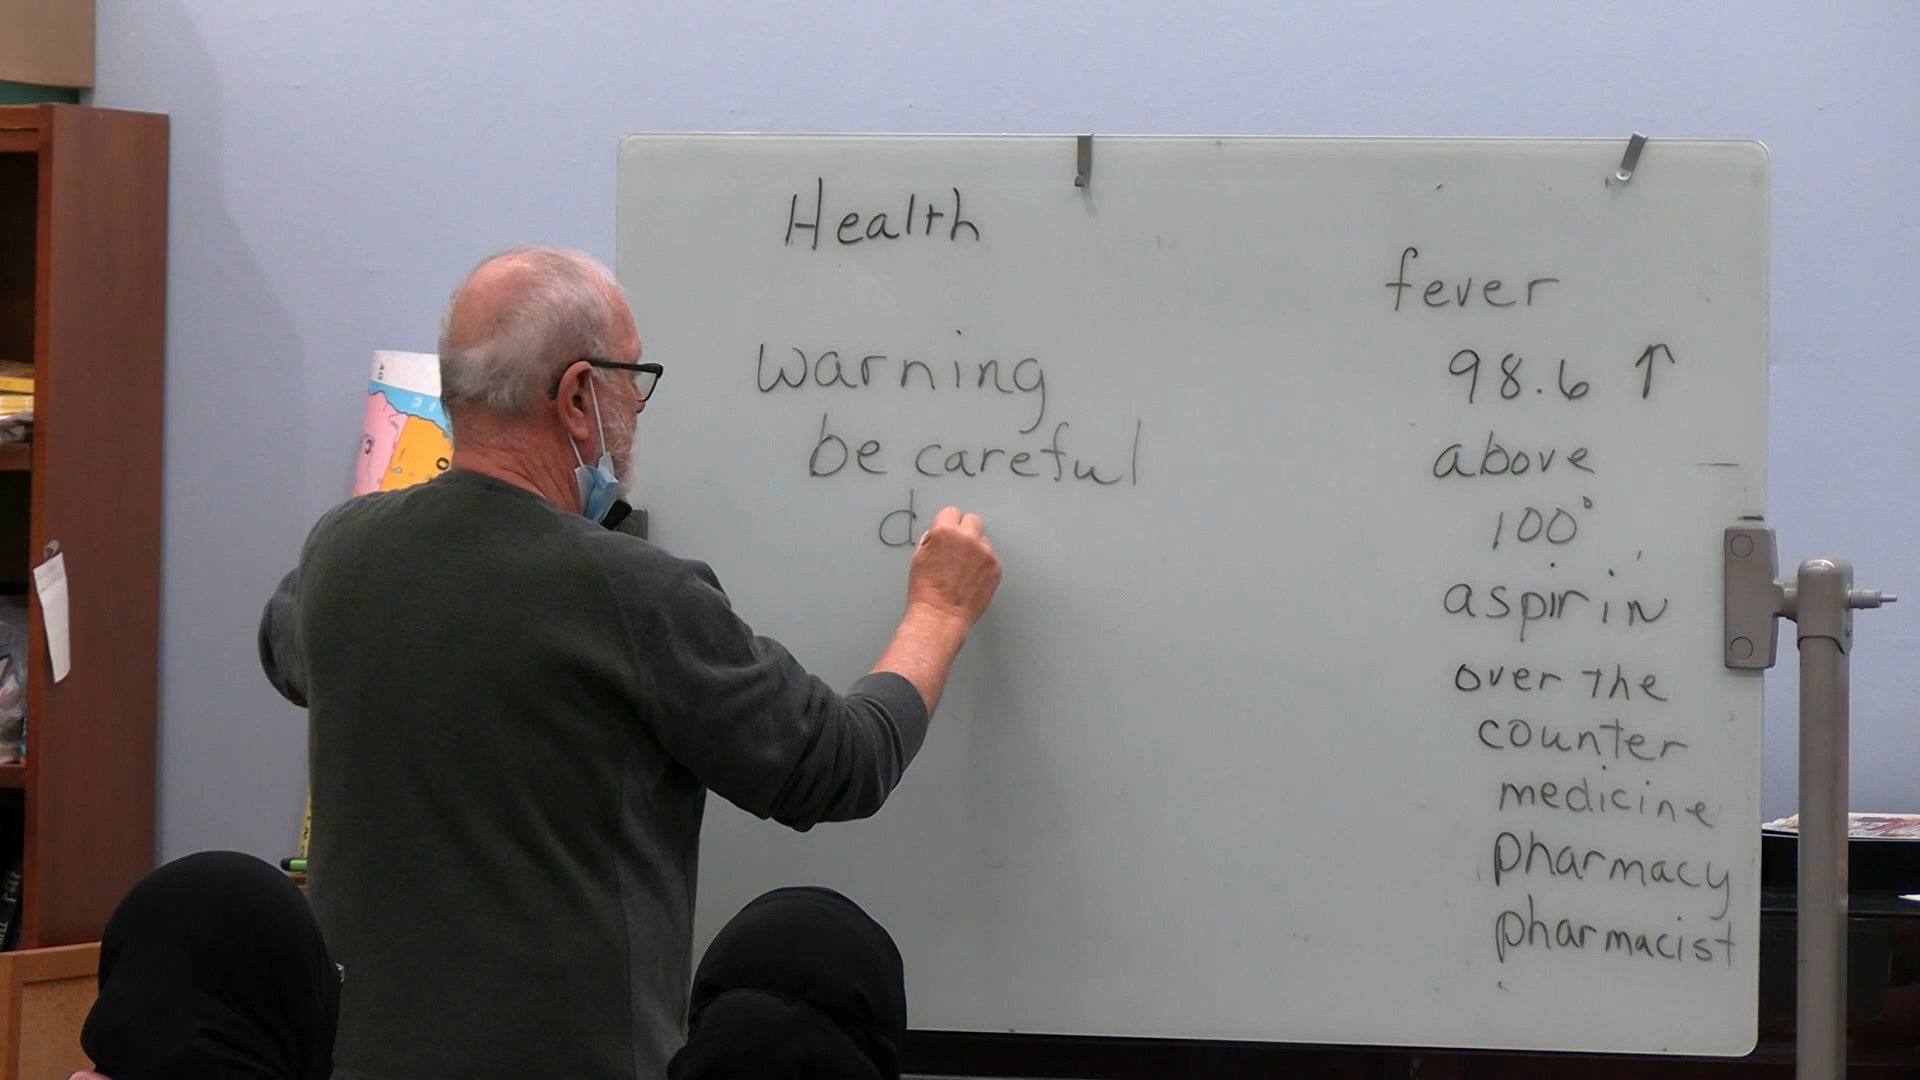 Health
warning
be careful
d
fever
98.6 ↑
above
100°
aspirin
over the
counter
medicine
pharmacy
pharmacist